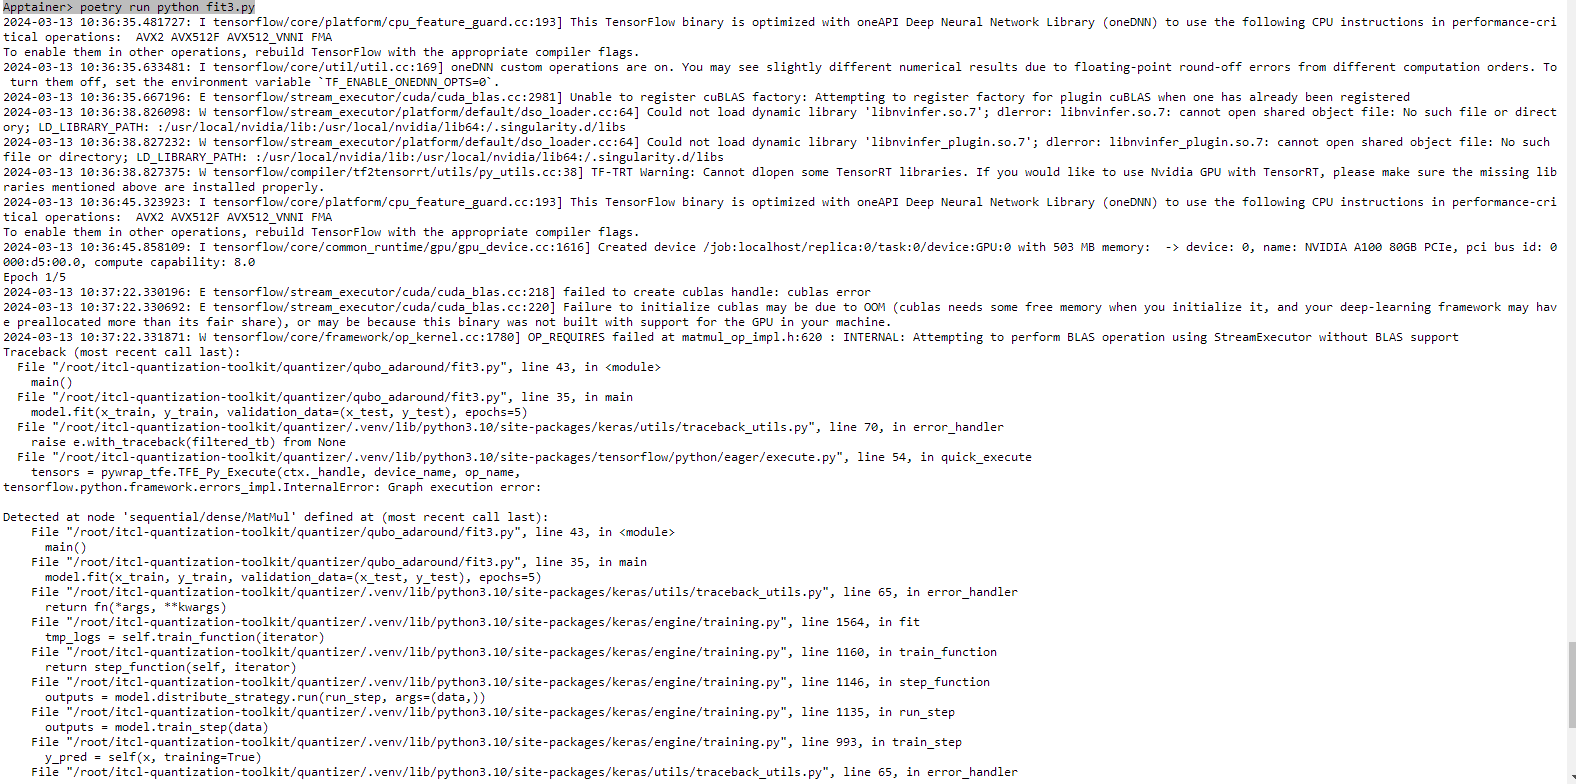 Apptainer> poetry run python fit3.py
2024-03-13 10:36:35.481727: I tensorflow/core/platform/cpu_feature_guard.cc:193] This TensorFlow binary is optimized with oneAPI Deep Neural Network Library (oneDNN) to use the following CPU instructions in performance-cri
tical operations:  AVX2 AVX512F AVX512_VNNI FMA
To enable them in other operations, rebuild TensorFlow with the appropriate compiler flags.
2024-03-13 10:36:35.633481: I tensorflow/core/util/util.cc:169] oneDNN custom operations are on. You may see slightly different numerical results due to floating-point round-off errors from different computation orders. To
 turn them off, set the environment variable `TF_ENABLE_ONEDNN_OPTS=0`.
2024-03-13 10:36:35.667196: E tensorflow/stream_executor/cuda/cuda_blas.cc:2981] Unable to register cuBLAS factory: Attempting to register factory for plugin cuBLAS when one has already been registered
2024-03-13 10:36:38.826098: W tensorflow/stream_executor/platform/default/dso_loader.cc:64] Could not load dynamic library 'libnvinfer.so.7'; dlerror: libnvinfer.so.7: cannot open shared object file: No such file or direct
ory; LD_LIBRARY_PATH: :/usr/local/nvidia/lib:/usr/local/nvidia/lib64:/.singularity.d/libs
2024-03-13 10:36:38.827232: W tensorflow/stream_executor/platform/default/dso_loader.cc:64] Could not load dynamic library 'libnvinfer_plugin.so.7'; dlerror: libnvinfer_plugin.so.7: cannot open shared object file: No such
file or directory; LD_LIBRARY_PATH: :/usr/local/nvidia/lib:/usr/local/nvidia/lib64:/.singularity.d/libs
2024-03-13 10:36:38.827375: W tensorflow/compiler/tf2tensorrt/utils/py_utils.cc:38] TF-TRT Warning: Cannot dlopen some TensorRT libraries. If you would like to use Nvidia GPU with TensorRT, please make sure the missing lib
raries mentioned above are installed properly.
2024-03-13 10:36:45.323923: I tensorflow/core/platform/cpu_feature_guard.cc:193] This TensorFlow binary is optimized with oneAPI Deep Neural Network Library (oneDNN) to use the following CPU instructions in performance-cri
tical operations:  AVX2 AVX512F AVX512_VNNI FMA
To enable them in other operations, rebuild TensorFlow with the appropriate compiler flags.
2024-03-13 10:36:45.858109: I tensorflow/core/common_runtime/gpu/gpu_device.cc:1616] Created device /job:localhost/replica:0/task:0/device:GPU:0 with 503 MB memory:  -> device: 0, name: NVIDIA A100 80GB PCIe, pci bus id: 0
000:d5:00.0, compute capability: 8.0
Epoch 1/5
2024-03-13 10:37:22.330196: E tensorflow/stream_executor/cuda/cuda_blas.cc:218] failed to create cublas handle: cublas error
2024-03-13 10:37:22.330692: E tensorflow/stream_executor/cuda/cuda_blas.cc:220] Failure to initialize cublas may be due to OOM (cublas needs some free memory when you initialize it, and your deep-learning framework may hav
e preallocated more than its fair share), or may be because this binary was not built with support for the GPU in your machine.
2024-03-13 10:37:22.331871: W tensorflow/core/framework/op_kernel.cc:1780] OP_REQUIRES failed at matmul_op_impl.h:620 : INTERNAL: Attempting to perform BLAS operation using StreamExecutor without BLAS support
Traceback (most recent call last):
  File "/root/itcl-quantization-toolkit/quantizer/qubo_adaround/fit3.py", line 43, in <module>
    main()
  File "/root/itcl-quantization-toolkit/quantizer/qubo_adaround/fit3.py", line 35, in main
    model.fit(x_train, y_train, validation_data=(x_test, y_test), epochs=5)
  File "/root/itcl-quantization-toolkit/quantizer/.venv/lib/python3.10/site-packages/keras/utils/traceback_utils.py", line 70, in error_handler
    raise e.with_traceback(filtered_tb) from None
  File "/root/itcl-quantization-toolkit/quantizer/.venv/lib/python3.10/site-packages/tensorflow/python/eager/execute.py", line 54, in quick_execute
    tensors = pywrap_tfe.TFE_Py_Execute(ctx._handle, device_name, op_name,
tensorflow.python.framework.errors_impl.InternalError: Graph execution error:

Detected at node 'sequential/dense/MatMul' defined at (most recent call last):
    File "/root/itcl-quantization-toolkit/quantizer/qubo_adaround/fit3.py", line 43, in <module>
      main()
    File "/root/itcl-quantization-toolkit/quantizer/qubo_adaround/fit3.py", line 35, in main
      model.fit(x_train, y_train, validation_data=(x_test, y_test), epochs=5)
    File "/root/itcl-quantization-toolkit/quantizer/.venv/lib/python3.10/site-packages/keras/utils/traceback_utils.py", line 65, in error_handler
      return fn(*args, **kwargs)
    File "/root/itcl-quantization-toolkit/quantizer/.venv/lib/python3.10/site-packages/keras/engine/training.py", line 1564, in fit
      tmp_logs = self.train_function(iterator)
    File "/root/itcl-quantization-toolkit/quantizer/.venv/lib/python3.10/site-packages/keras/engine/training.py", line 1160, in train_function
      return step_function(self, iterator)
    File "/root/itcl-quantization-toolkit/quantizer/.venv/lib/python3.10/site-packages/keras/engine/training.py", line 1146, in step_function
      outputs = model.distribute_strategy.run(run_step, args=(data,))
    File "/root/itcl-quantization-toolkit/quantizer/.venv/lib/python3.10/site-packages/keras/engine/training.py", line 1135, in run_step
      outputs = model.train_step(data)
    File "/root/itcl-quantization-toolkit/quantizer/.venv/lib/python3.10/site-packages/keras/engine/training.py", line 993, in train_step
      y_pred = self(x, training=True)
    File "/root/itcl-quantization-toolkit/quantizer/.venv/lib/python3.10/site-packages/keras/utils/traceback_utils.py", line 65, in error_handler